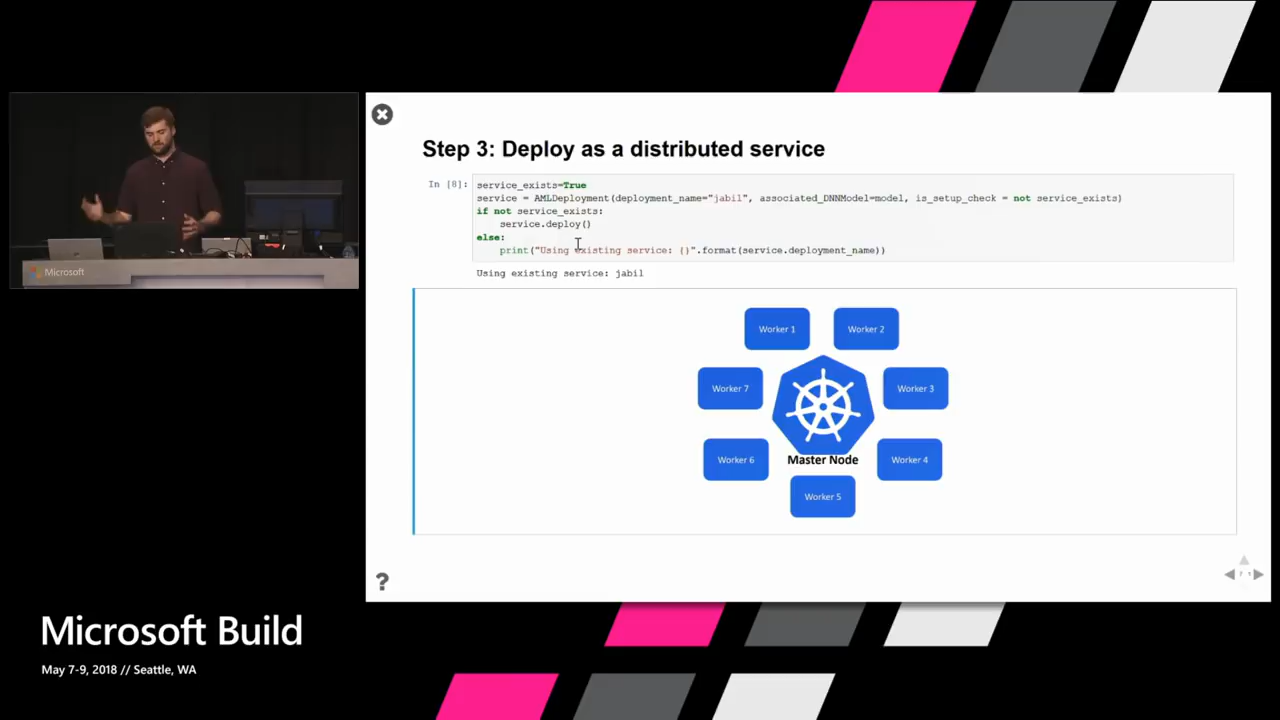 Step 3: Deploy as a distributed service
In [8]:
service_exists=True
service = AMLDeployment(deployment_name="jabil", associated_DNNModel=model, is_setup_check = not service_exists)
if not service_exists:
service.deploy()
else:
print("Using existing service: {}".format(service.deployment_name))
Using existing service: jabil
Worker 1
Worker 2
Worker 7
Worker 3
Worker 6
Master Node
Worker 4
Worker 5
?
Microsoft
Microsoft Build
May 7-9, 2018 // Seattle, WA